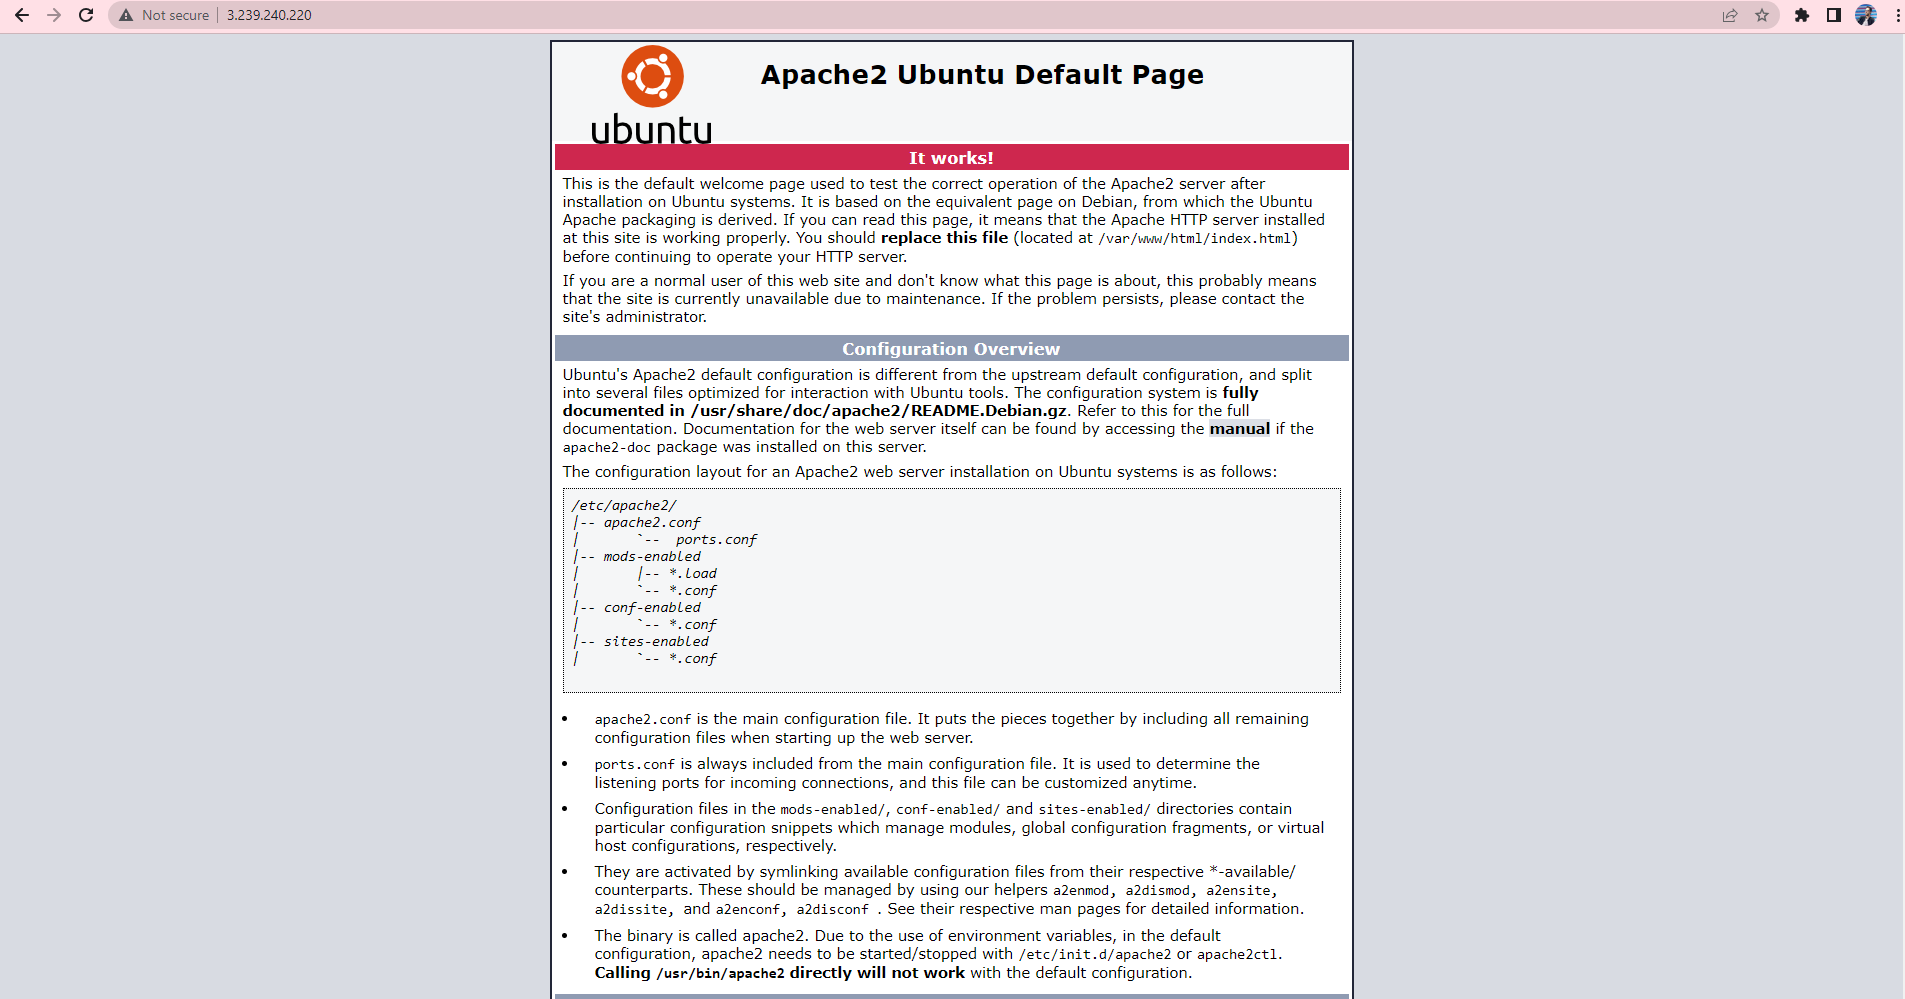 Not secure | 3.239.240.220
ubuntu
Apache2 Ubuntu Default Page
It works!
This is the default welcome page used to test the correct operation of the Apache2 server after
installation on Ubuntu systems. It is based on the equivalent page on Debian, from which the Ubuntu
Apache packaging is derived. If you can read this page, it means that the Apache HTTP server installed
at this site is working properly. You should replace this file (located at /var/www/html/index.html)
before continuing to operate your HTTP server.
If you are a normal user of this web site and don't know what this page is about, this probably means
that the site is currently unavailable due to maintenance. If the problem persists, please contact the
site's administrator.
Configuration Overview
Ubuntu's Apache2 default configuration is different from the upstream default configuration, and split
into several files optimized for interaction with Ubuntu tools. The configuration system is fully
documented in /usr/share/doc/apache2/README.Debian.gz. Refer to this for the full
documentation. Documentation for the web server itself can be found by accessing the manual if the
apache2-doc package was installed on this server.
The configuration layout for an Apache2 web server installation on Ubuntu systems is as follows:
/etc/apache2/
|-- apache2.conf
|       `--  ports.conf
|-- mods-enabled
|       |-- *.load
|       `-- *.conf
|-- conf-enabled
|       `-- *.conf
|-- sites-enabled
|       `-- *.conf
• apache2.conf is the main configuration file. It puts the pieces together by including all remaining
configuration files when starting up the web server.
• ports.conf is always included from the main configuration file. It is used to determine the
listening ports for incoming connections, and this file can be customized anytime.
• Configuration files in the mods-enabled/, conf-enabled/ and sites-enabled/ directories contain
particular configuration snippets which manage modules, global configuration fragments, or virtual
host configurations, respectively.
• They are activated by symlinking available configuration files from their respective *-available/
counterparts. These should be managed by using our helpers a2enmod, a2dismod, a2ensite,
a2dissite, and a2enconf, a2disconf . See their respective man pages for detailed information.
• The binary is called apache2. Due to the use of environment variables, in the default
configuration, apache2 needs to be started/stopped with /etc/init.d/apache2 or apache2ctl.
Calling /usr/bin/apache2 directly will not work with the default configuration.